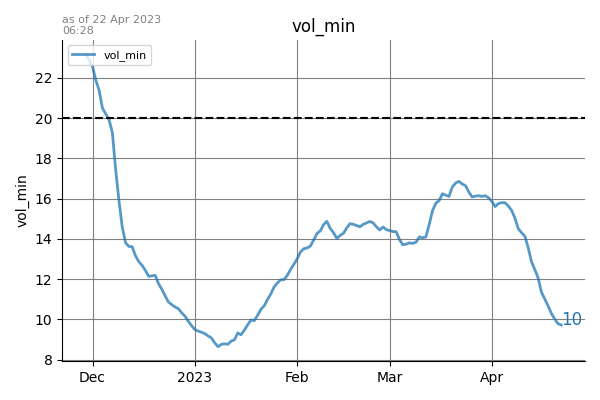 as of 22 Apr 2023
06:28
vol_min
vol_min
22
20
18
16
14
12
10
8
vol_min
10
Dec
2023
Feb
Mar
Apr